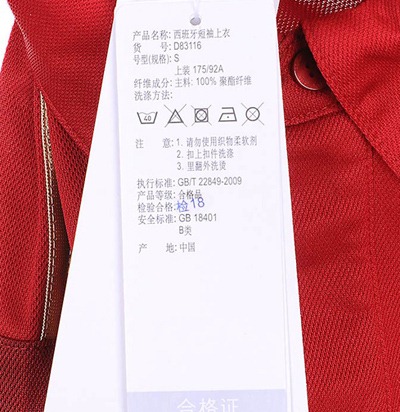 产品名称: 西班牙短袖上衣
货 号: D83116
号型(规格): S
上装 175/92A
纤维成分: 主料: 100% 聚酯纤维
洗涤方法:
40
注 意: 1. 请勿使用织物柔软剂
2. 扣上扣件洗涤
3. 里翻外洗烫
执行标准: GB/T 22849-2009
产品等级: 合格品
检验合格: 检18
安全标准: GB 18401
B类
产 地: 中国
合格证